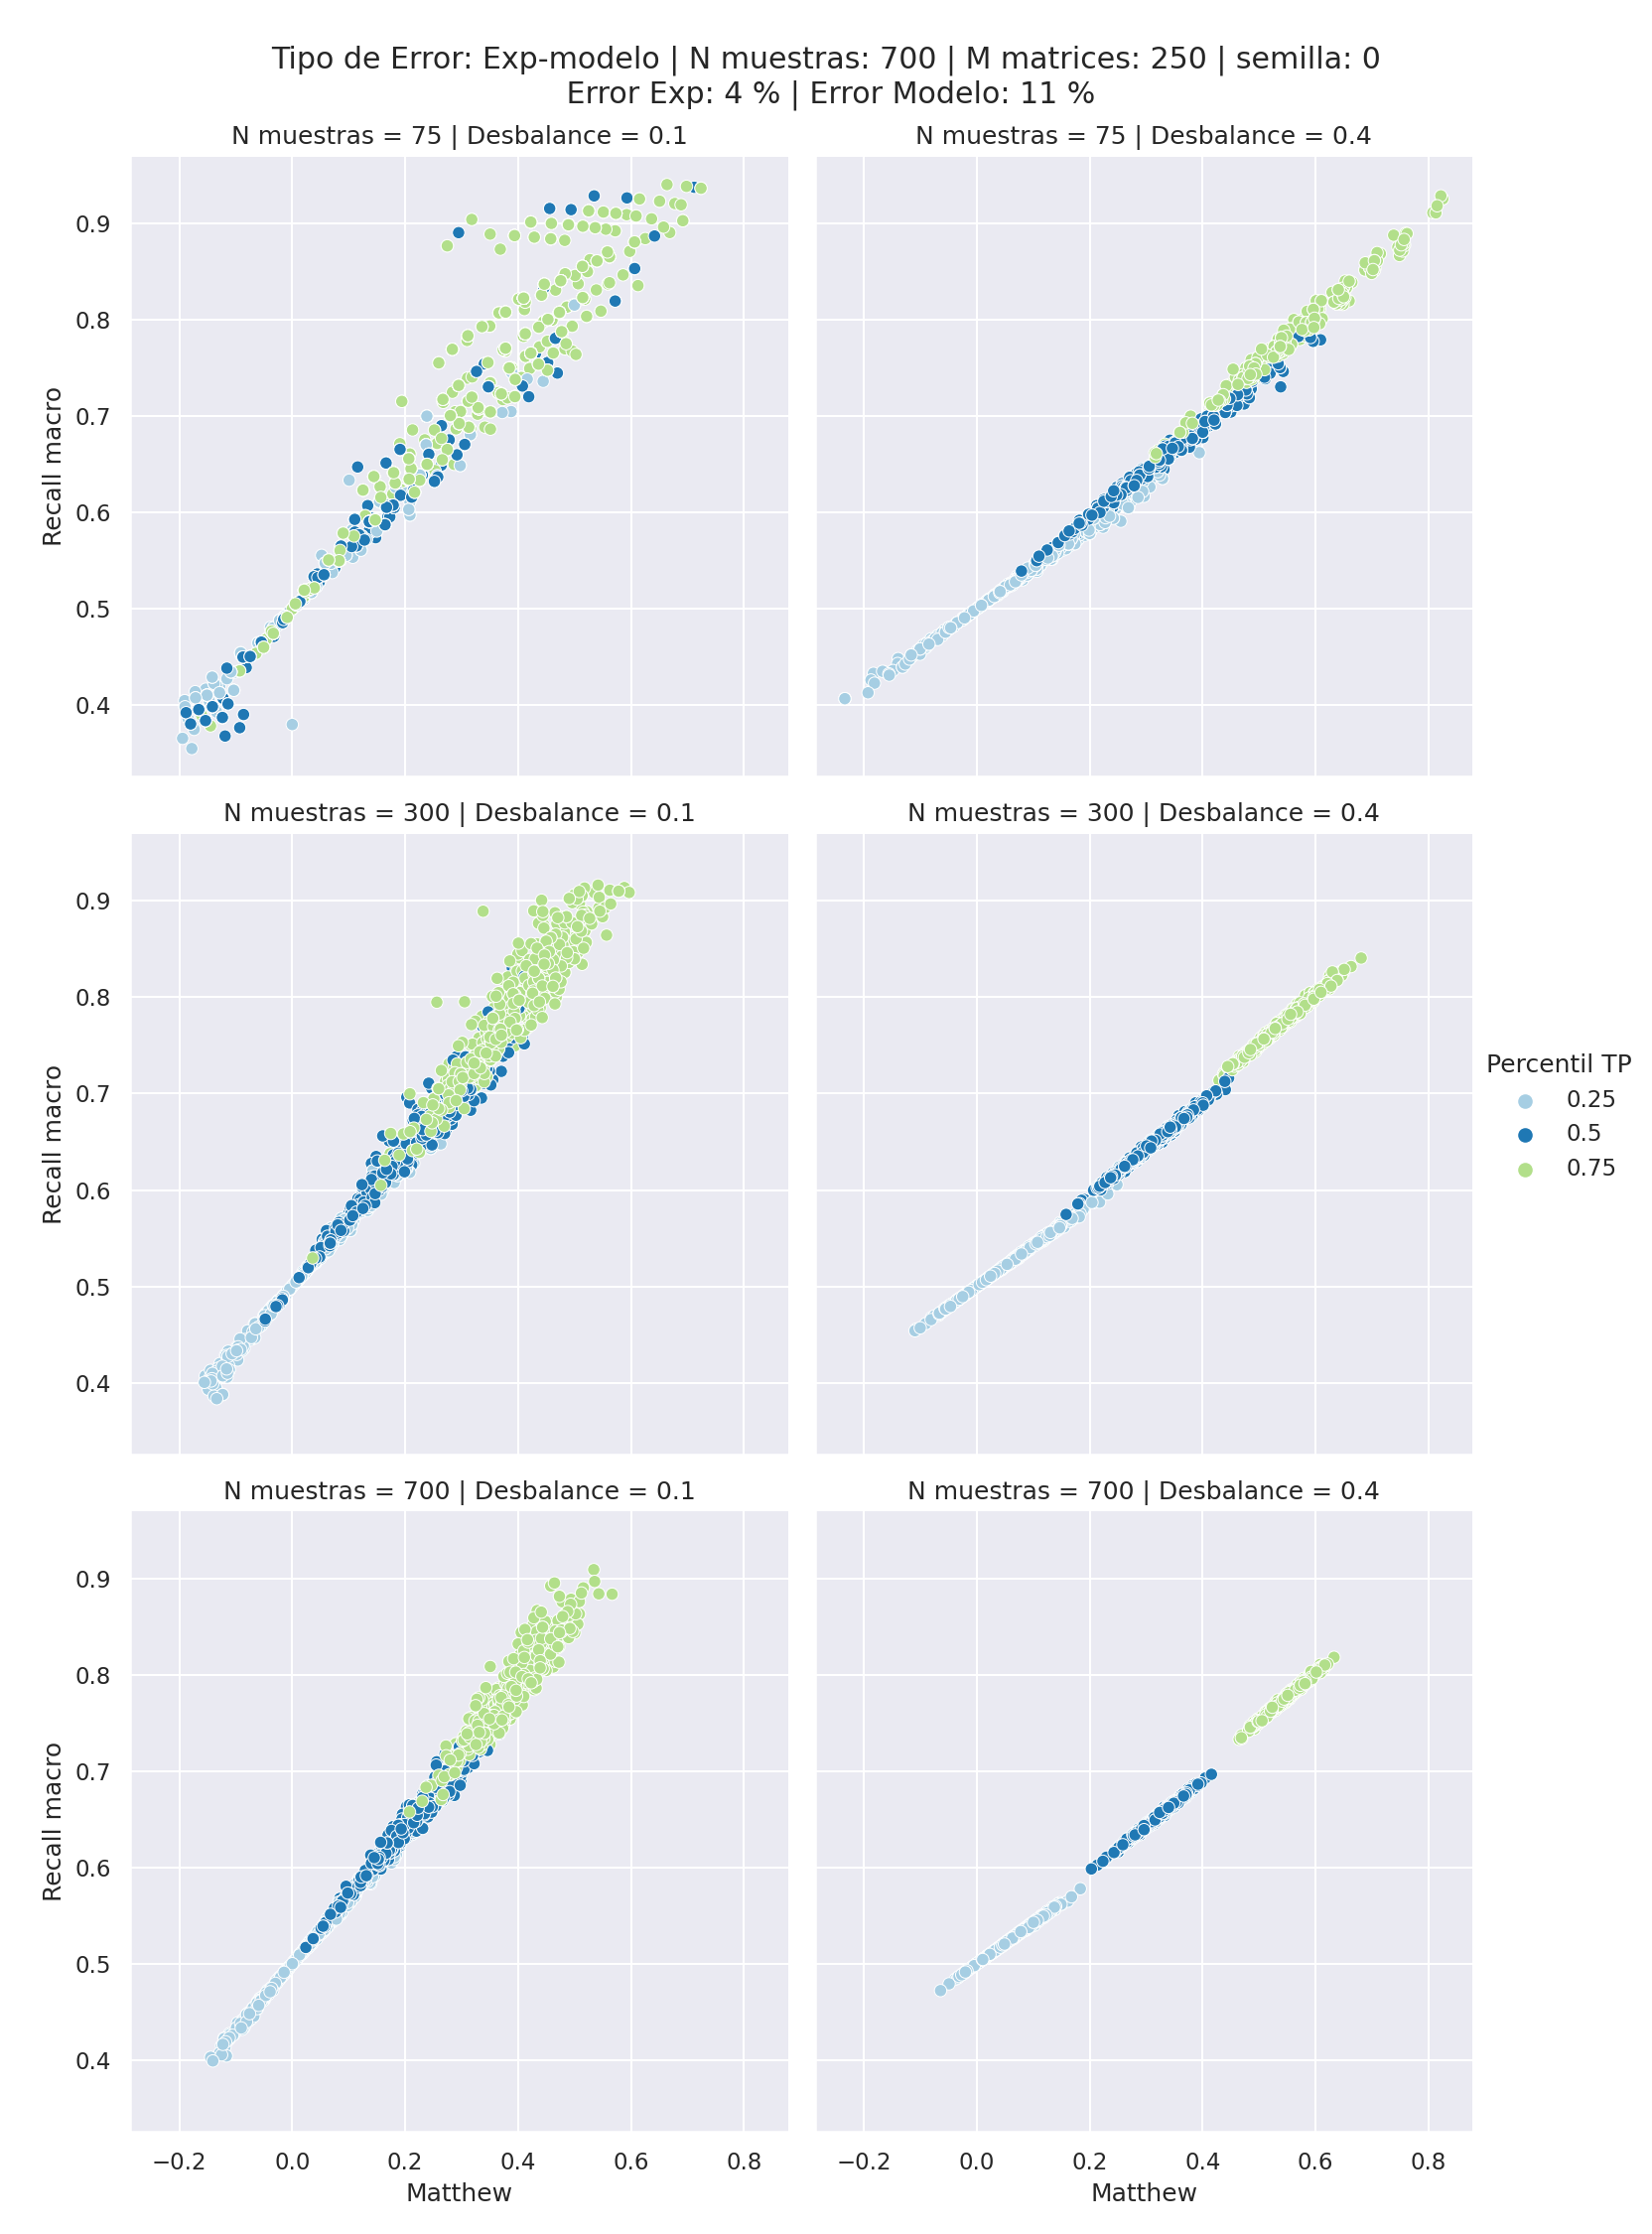 Tipo de Error: Exp-modelo | N muestras: 700 | M matrices: 250 | semilla: 0
Error Exp: 4 % | Error Modelo: 11 %
N muestras = 75 | Desbalance = 0.1
N muestras = 75 | Desbalance = 0.4
0.9
0.8
0.7
0.6
0.5
0.4
Recall macro
N muestras = 300 | Desbalance = 0.1
N muestras = 300 | Desbalance = 0.4
0.9
0.8
0.7
0.6
0.5
0.4
Recall macro
Percentil TP
0.25
0.5
0.75
N muestras = 700 | Desbalance = 0.1
N muestras = 700 | Desbalance = 0.4
0.9
0.8
0.7
0.6
0.5
0.4
Recall macro
−0.2 0.0 0.2 0.4 0.6 0.8
Matthew
−0.2 0.0 0.2 0.4 0.6 0.8
Matthew